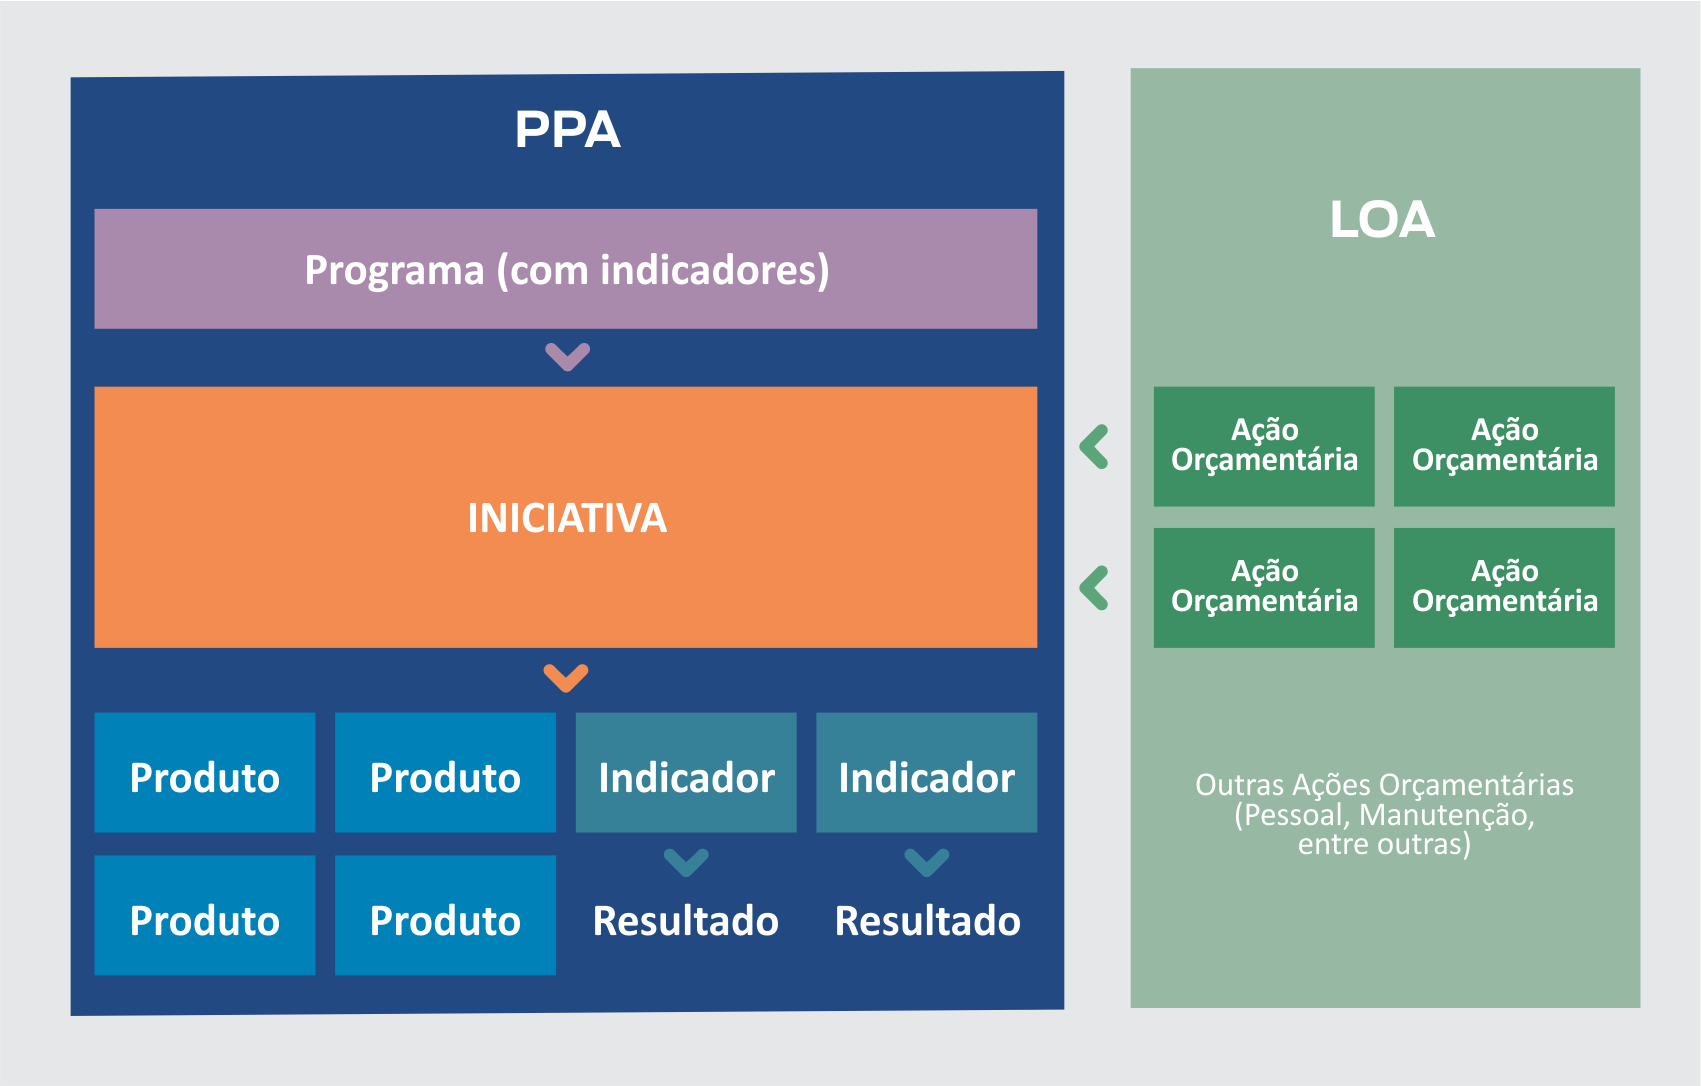 PPA
Programa (com indicadores)
INICIATIVA
Produto
Produto
Indicador
Indicador
Produto
Produto
Resultado
Resultado
LOA
Ação
Orçamentária
Ação
Orçamentária
Ação
Orçamentária
Ação
Orçamentária
Outras Ações Orçamentárias
(Pessoal, Manutenção,
entre outras)